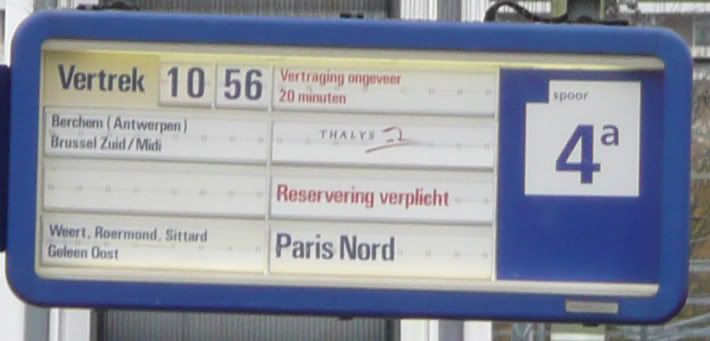 Vertrek 10 56
Vertraging ongeveer
20 minuten
Berchem (Antwerpen)
Brussel Zuid/Midi
THALYS
Reservering verplicht
Weert, Roermond, Sittard
Geleen Oost
Paris Nord
spoor
4a